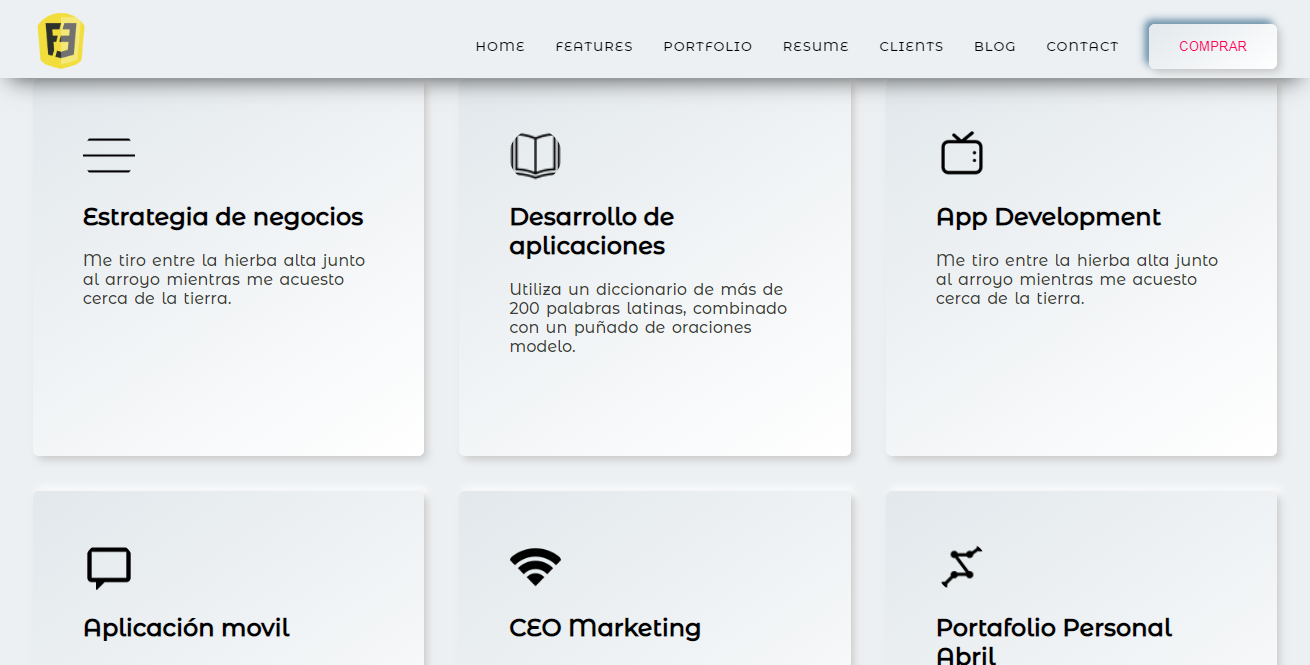 HOME FEATURES PORTFOLIO RESUME CLIENTS BLOG CONTACT COMPRAR
Estrategia de negocios
Me tiro entre la hierba alta junto
al arroyo mientras me acuesto
cerca de la tierra.
Desarrollo de
aplicaciones
Utiliza un diccionario de más de
200 palabras latinas, combinado
con un puñado de oraciones
modelo.
App Development
Me tiro entre la hierba alta junto
al arroyo mientras me acuesto
cerca de la tierra.
Aplicación movil
CEO Marketing
Portafolio Personal
Abril